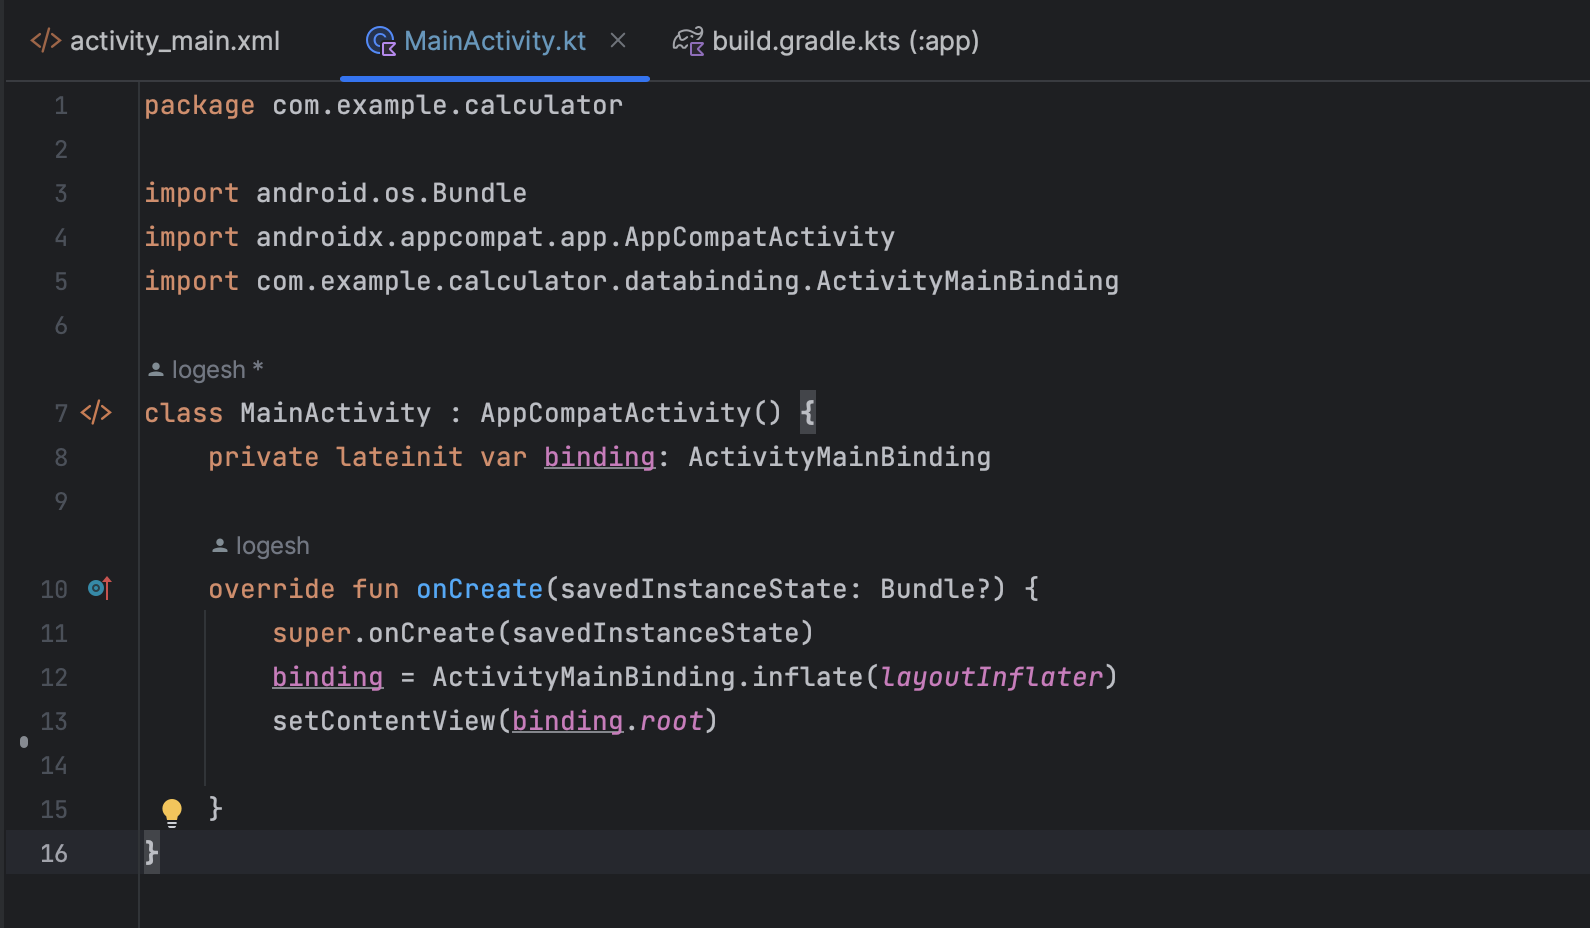 activity_main.xml MainActivity.kt build.gradle.kts (:app)
1 package com.example.calculator
2
3 import android.os.Bundle
4 import androidx.appcompat.app.AppCompatActivity
5 import com.example.calculator.databinding.ActivityMainBinding
6
logesh *
7 class MainActivity : AppCompatActivity() {
8     private lateinit var binding: ActivityMainBinding
9
logesh
10     override fun onCreate(savedInstanceState: Bundle?) {
11         super.onCreate(savedInstanceState)
12         binding = ActivityMainBinding.inflate(layoutInflater)
13         setContentView(binding.root)
14
15     }
16 }